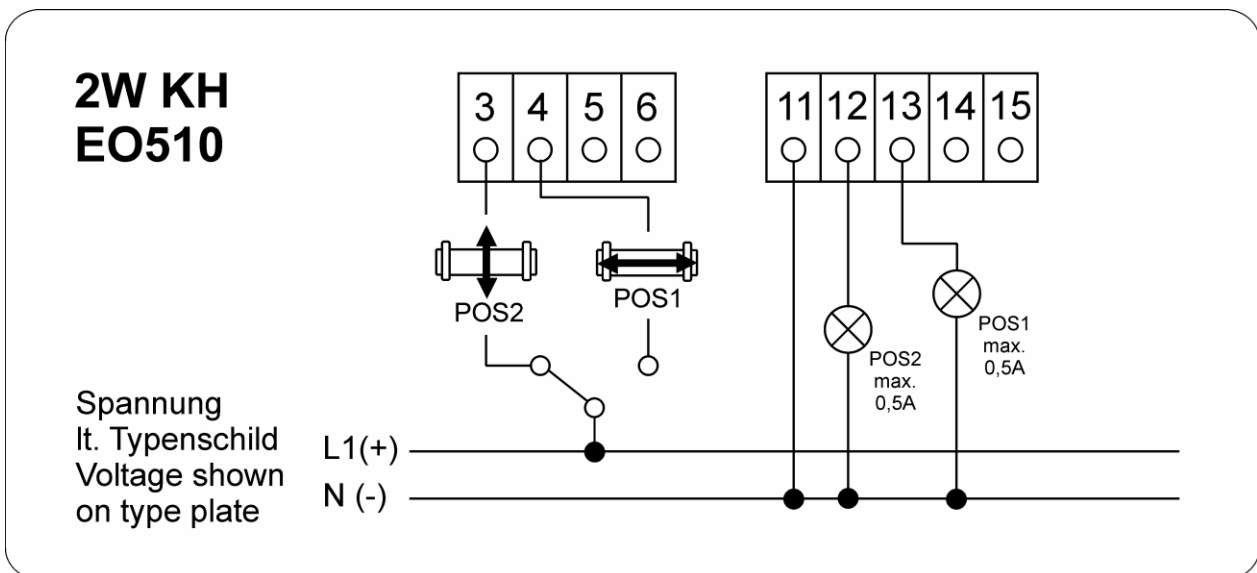 2W KH
EO510
3 4 5 6
11 12 13 14 15
POS2
POS1
POS2
max.
0,5A
POS1
max.
0,5A
Spannung
lt. Typenschild
Voltage shown
on type plate
L1(+)
N (-)